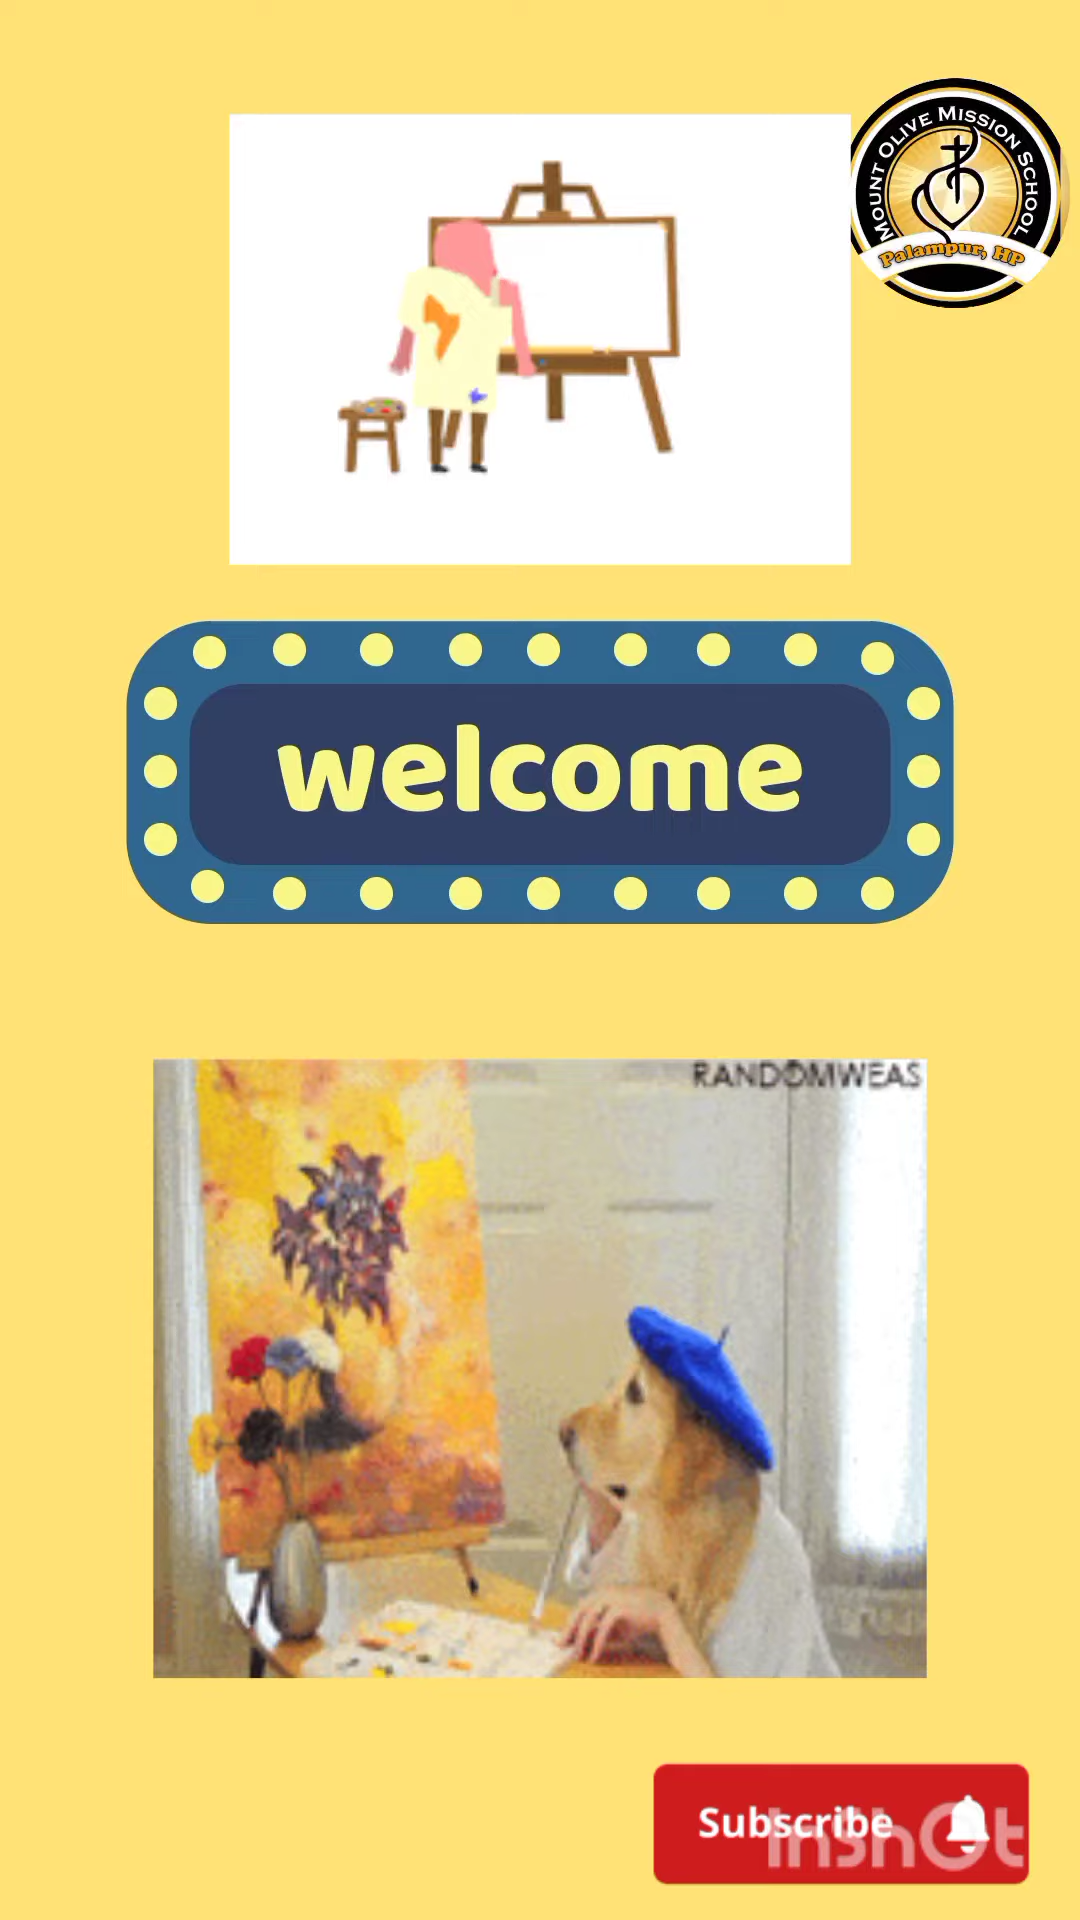 MOUNT OLIVE MISSION SCHOOL
Palampur, HP
welcome
RANDOMWEAS
Subscribe
InShOt